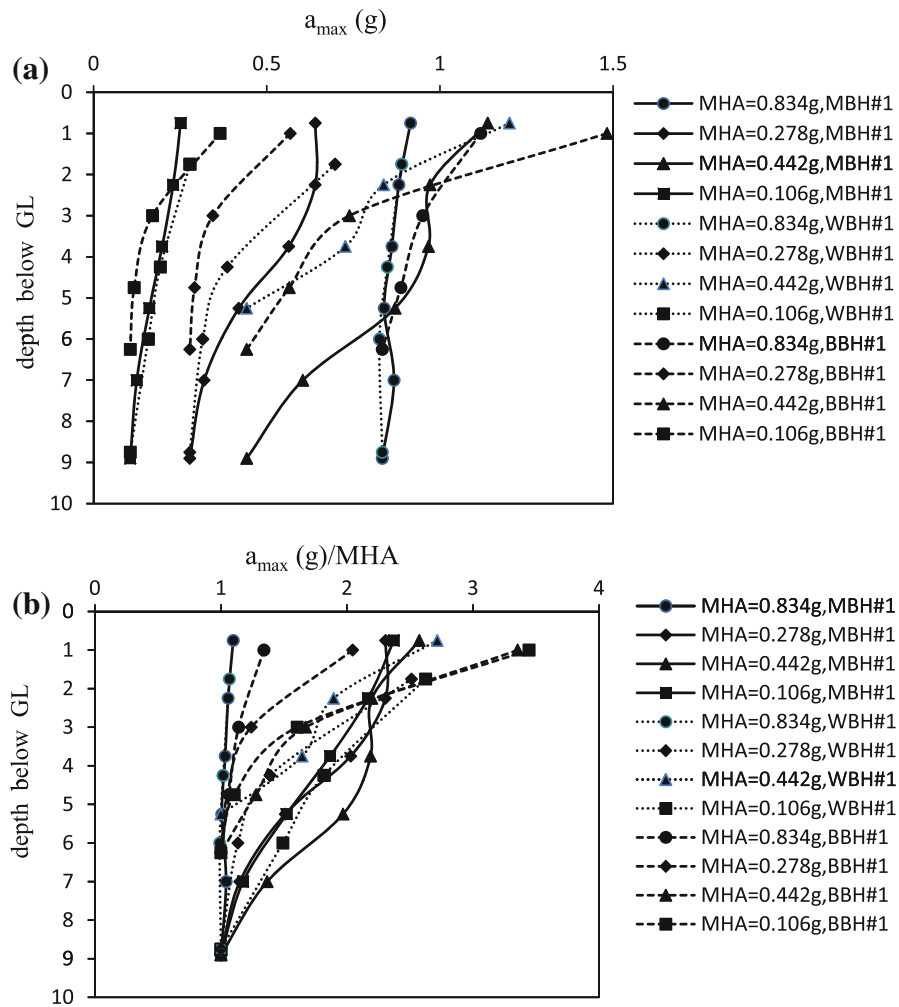 a_max (g)
(a)
0 0.5 1 1.5
0
1
2
3
4
5
6
7
8
9
10
depth below GL
MHA=0.834g,MBH#1
MHA=0.278g,MBH#1
MHA=0.442g,MBH#1
MHA=0.106g,MBH#1
MHA=0.834g,WBH#1
MHA=0.278g,WBH#1
MHA=0.442g,WBH#1
MHA=0.106g,WBH#1
MHA=0.834g,BBH#1
MHA=0.278g,BBH#1
MHA=0.442g,BBH#1
MHA=0.106g,BBH#1
a_max (g)/MHA
(b)
0 1 2 3 4
0
1
2
3
4
5
6
7
8
9
10
depth below GL
MHA=0.834g,MBH#1
MHA=0.278g,MBH#1
MHA=0.442g,MBH#1
MHA=0.106g,MBH#1
MHA=0.834g,WBH#1
MHA=0.278g,WBH#1
MHA=0.442g,WBH#1
MHA=0.106g,WBH#1
MHA=0.834g,BBH#1
MHA=0.278g,BBH#1
MHA=0.442g,BBH#1
MHA=0.106g,BBH#1